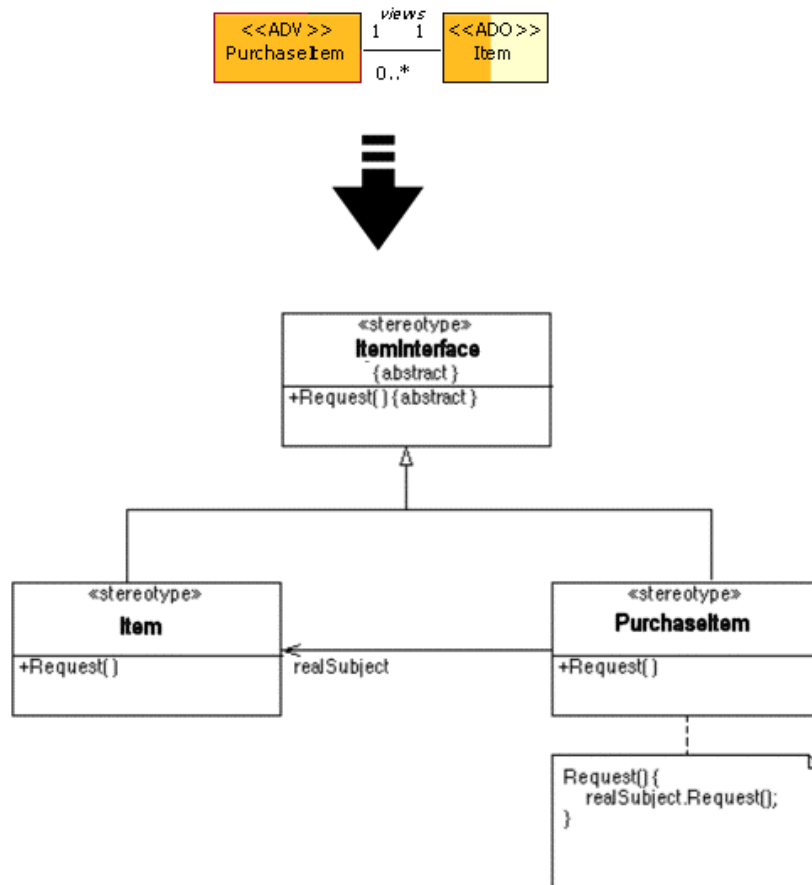 views
<<ADV >>
PurchaseItem
1 1
0..*
<<ADO>>
Item
«stereotype»
ItemInterface
{abstract}
+Request(){abstract}
«stereotype»
Item
+Request()
realSubject
«stereotype»
PurchaseItem
+Request()
Request(){
realSubject.Request();
}